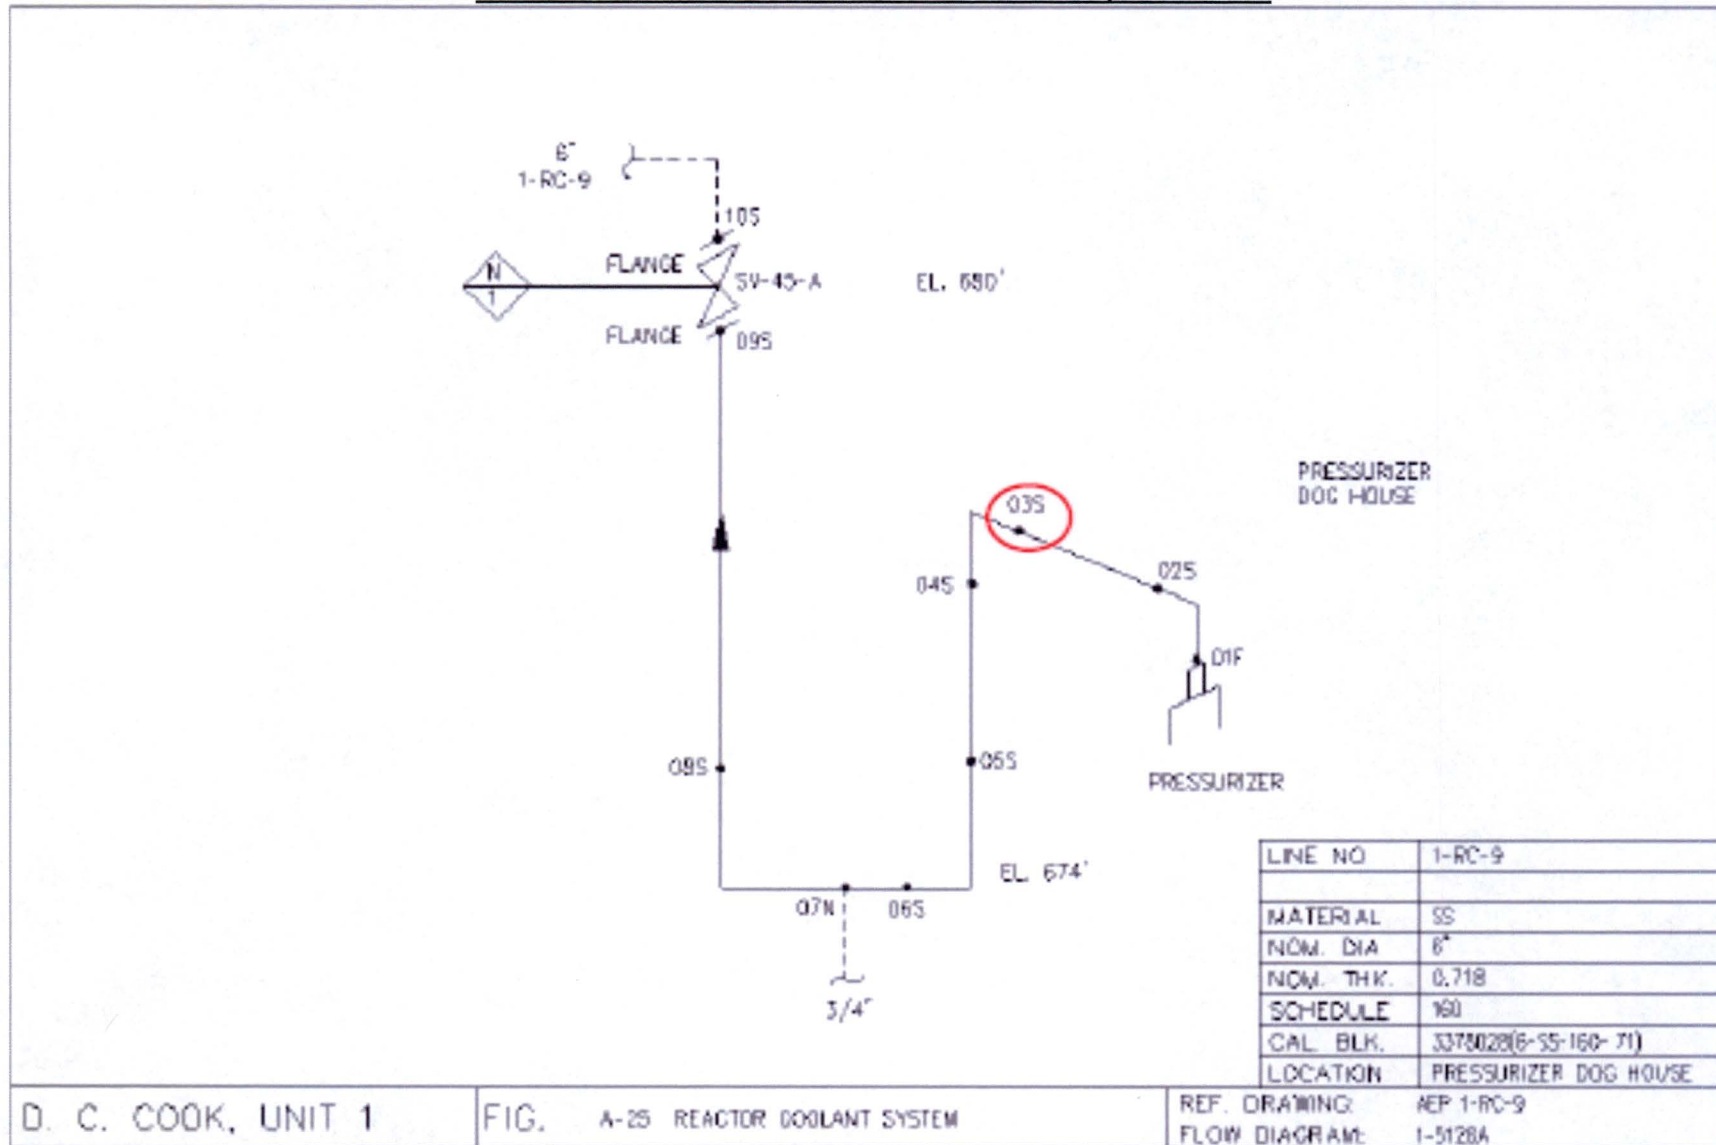 6"
1-RC-9
10S
FLANGE
N
1
SV-45-A
EL. 680'
FLANGE
09S
PRESSURIZER
DOG HOUSE
03S
04S
02S
01F
08S
05S
PRESSURIZER
EL. 674'
07N
06S
3/4"
LINE NO
1-RC-9
MATERIAL
SS
NOM. DIA
6"
NOM. THK.
0.718
SCHEDULE
160
CAL. BLK.
LOCATION
PRESSURIZER DOG HOUSE
D. C. COOK, UNIT 1
FIG.
A-25 REACTOR COOLANT SYSTEM
REF. DRAWING:
AEP 1-RC-9
FLOW DIAGRAM:
1-5128A